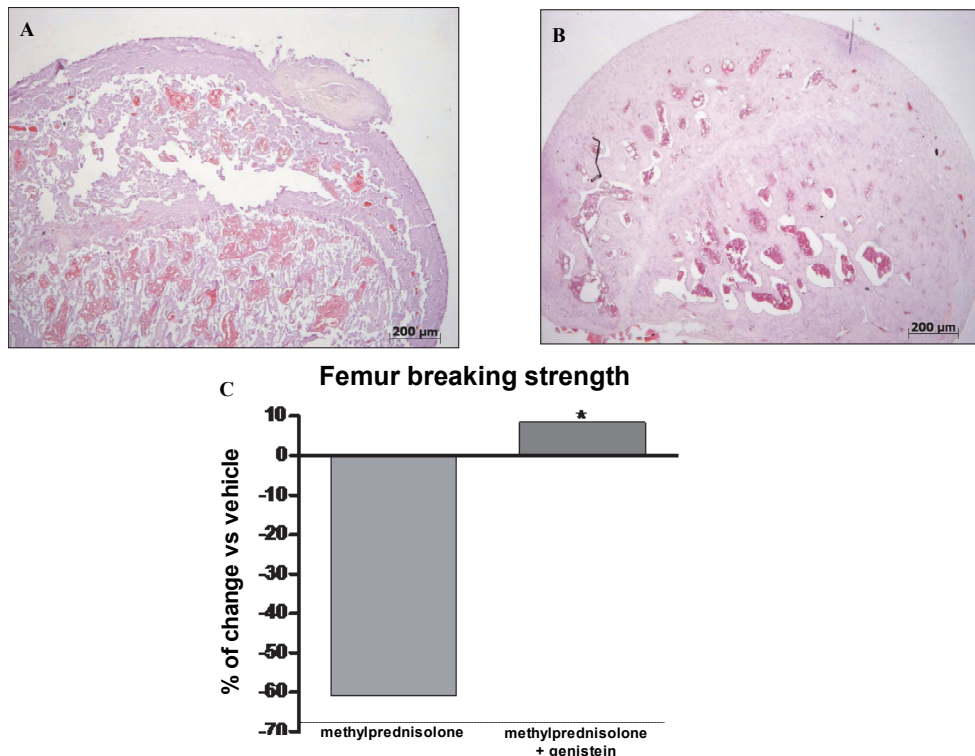 A
B
200 µm
200 µm
C
Femur breaking strength
% of change vs vehicle
10
0
-10
-20
-30
-40
-50
-60
-70
*
methylprednisolone
methylprednisolone
+ genistein